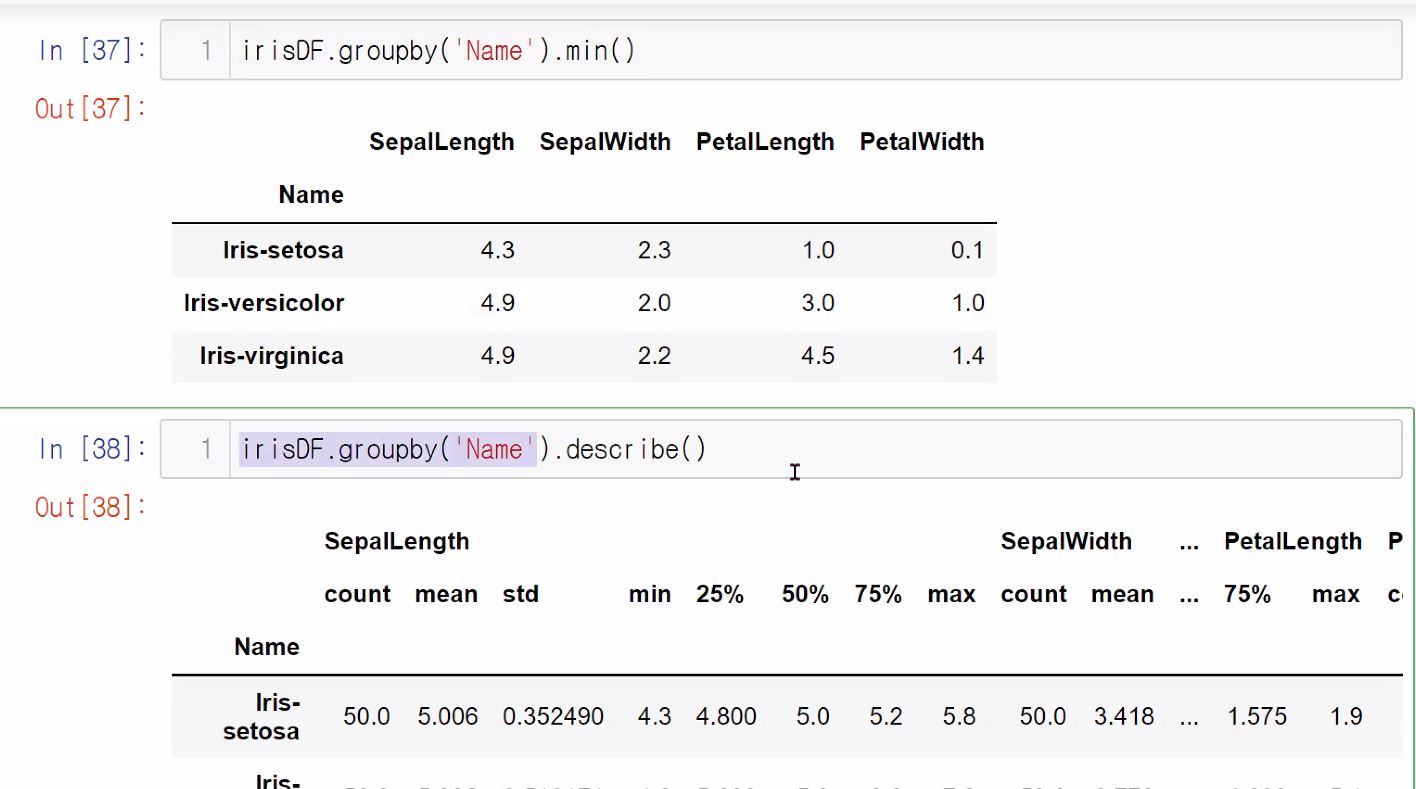 In [37]: 1 irisDF.groupby('Name').min()
Out[37]:
SepalLength SepalWidth PetalLength PetalWidth
Name
Iris-setosa 4.3 2.3 1.0 0.1
Iris-versicolor 4.9 2.0 3.0 1.0
Iris-virginica 4.9 2.2 4.5 1.4
In [38]: 1 irisDF.groupby('Name').describe()
Out[38]:
SepalLength SepalWidth ... PetalLength P
count mean std min 25% 50% 75% max count mean ... 75% max c
Name
Iris-
setosa 50.0 5.006 0.352490 4.3 4.800 5.0 5.2 5.8 50.0 3.418 ... 1.575 1.9
Iris-